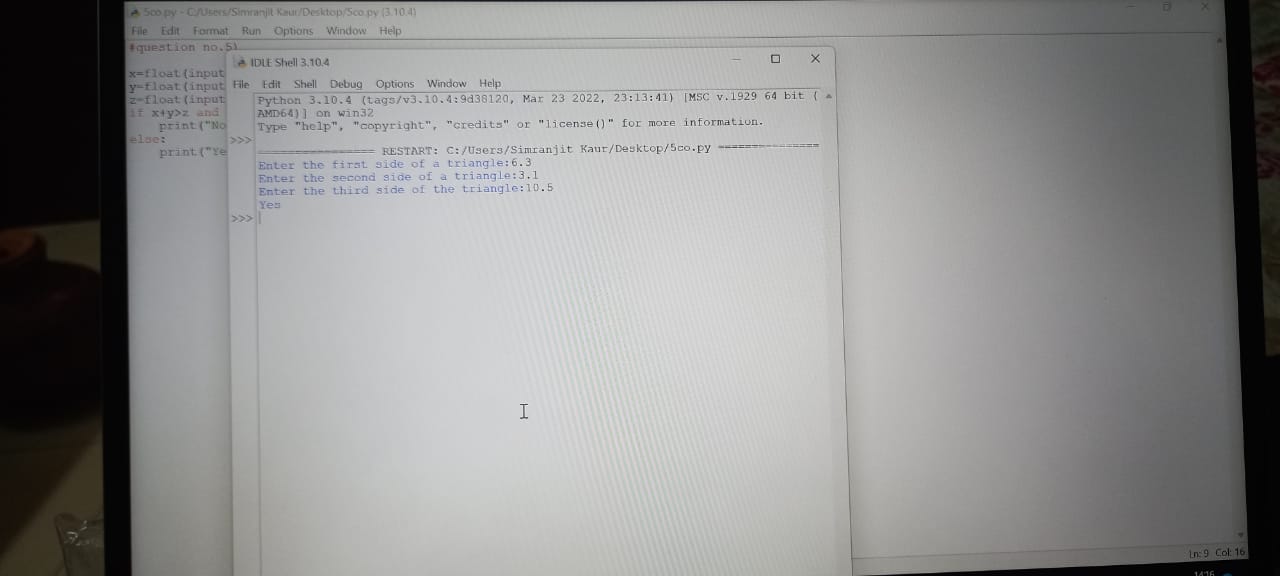 5co.py - C:/Users/Simranjit Kaur/Desktop/5co.py (3.10.4)
File Edit Format Run Options Window Help
#question no.5)
x=float(input
y=float(input
z=float(input
if x+y>z and
print("No
else:
print("Ye
IDLE Shell 3.10.4
File Edit Shell Debug Options Window Help
Python 3.10.4 (tags/v3.10.4:9d38120, Mar 23 2022, 23:13:41) [MSC v.1929 64 bit (
AMD64)] on win32
Type "help", "copyright", "credits" or "license()" for more information.
>>>
================ RESTART: C:/Users/Simranjit Kaur/Desktop/5co.py ===============
Enter the first side of a triangle:6.3
Enter the second side of a triangle:3.1
Enter the third side of the triangle:10.5
Yes
>>>
Ln: 9 Col: 16
14:16